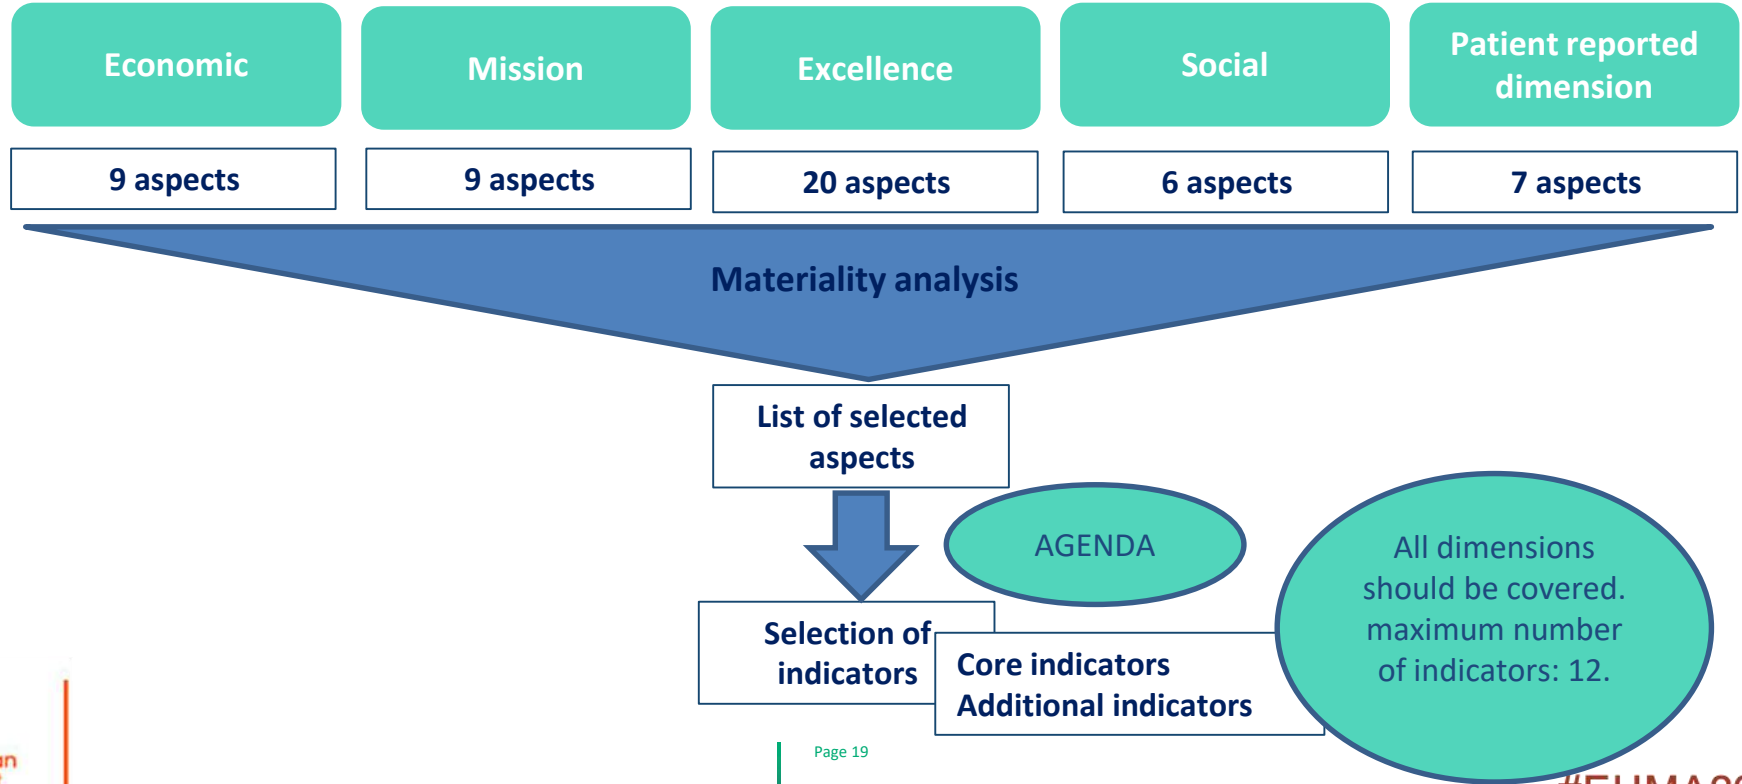 Economic
Mission
Excellence
Social
Patient reported
dimension
9 aspects
9 aspects
20 aspects
6 aspects
7 aspects
Materiality analysis
List of selected
aspects
AGENDA
All dimensions
should be covered.
maximum number
of indicators: 12.
Selection of
indicators
Core indicators
Additional indicators
Page 19